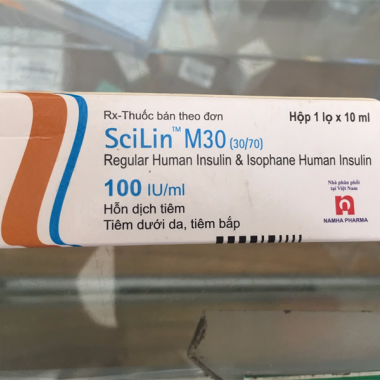 Rx-Thuốc bán theo đơn
Hộp 1 lọ x 10 ml
SciLin™ M30 (30/70)
Regular Human Insulin & Isophane Human Insulin
100 IU/ml
Hỗn dịch tiêm
Tiêm dưới da, tiêm bắp
Nhà phân phối
tại Việt Nam
NAMHA PHARMA